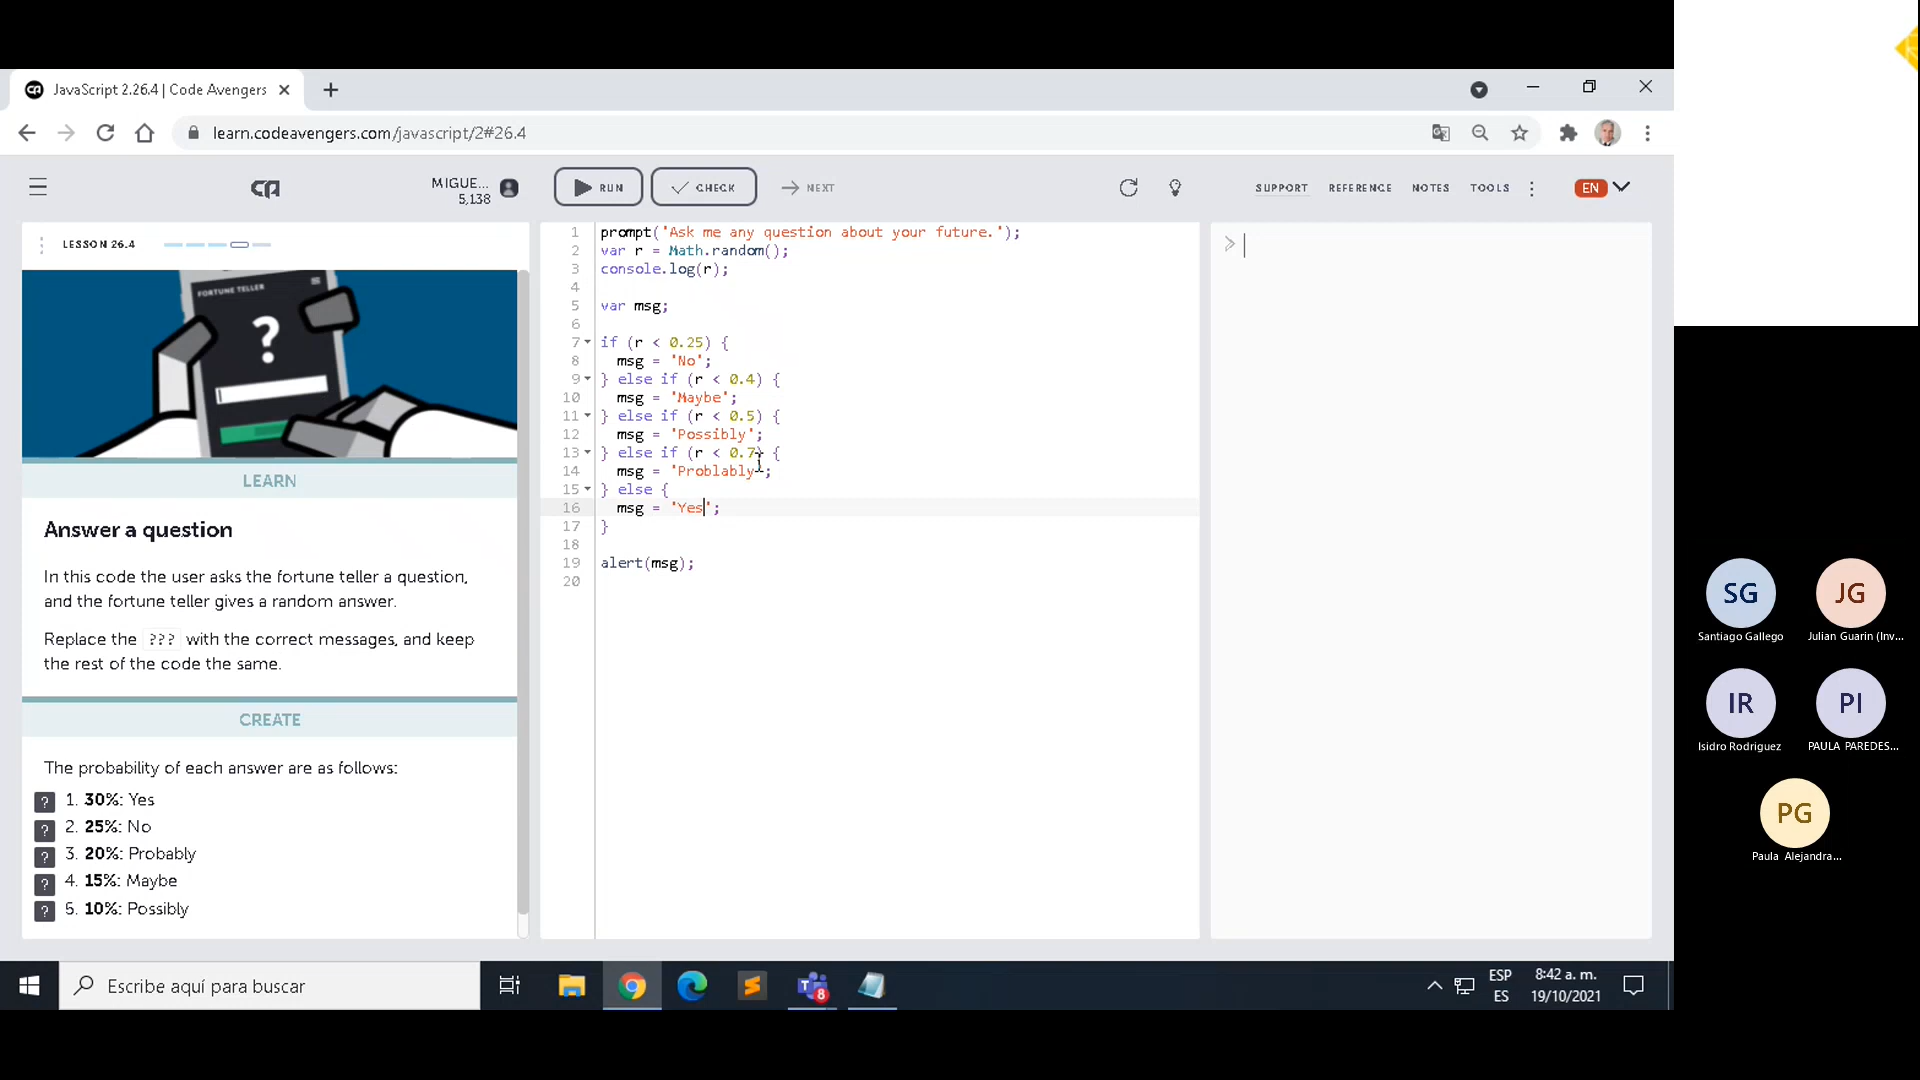 JavaScript 2.26.4 | Code Avengers
learn.codeavengers.com/javascript/2#26.4
MIGUE...
5,138
RUN
CHECK
NEXT
SUPPORT
REFERENCE
NOTES
TOOLS
EN
LESSON 26.4
FORTUNE TELLER
?
LEARN
Answer a question
In this code the user asks the fortune teller a question,
and the fortune teller gives a random answer.
Replace the ??? with the correct messages, and keep
the rest of the code the same.
CREATE
The probability of each answer are as follows:
? 1. 30%: Yes
? 2. 25%: No
? 3. 20%: Probably
? 4. 15%: Maybe
? 5. 10%: Possibly
1 prompt('Ask me any question about your future.');
2 var r = Math.random();
3 console.log(r);
4
5 var msg;
6
7 if (r < 0.25) {
8 msg = 'No';
9 } else if (r < 0.4) {
10 msg = 'Maybe';
11 } else if (r < 0.5) {
12 msg = 'Possibly';
13 } else if (r < 0.7) {
14 msg = 'Problably';
15 } else {
16 msg = 'Yes';
17 }
18
19 alert(msg);
20
>
SG
Santiago Gallego
JG
Julian Guarin (Inv...
IR
Isidro Rodriguez
PI
PAULA PAREDES...
PG
Paula Alejandra...
Escribe aquí para buscar
8
ESP
ES
8:42 a. m.
19/10/2021